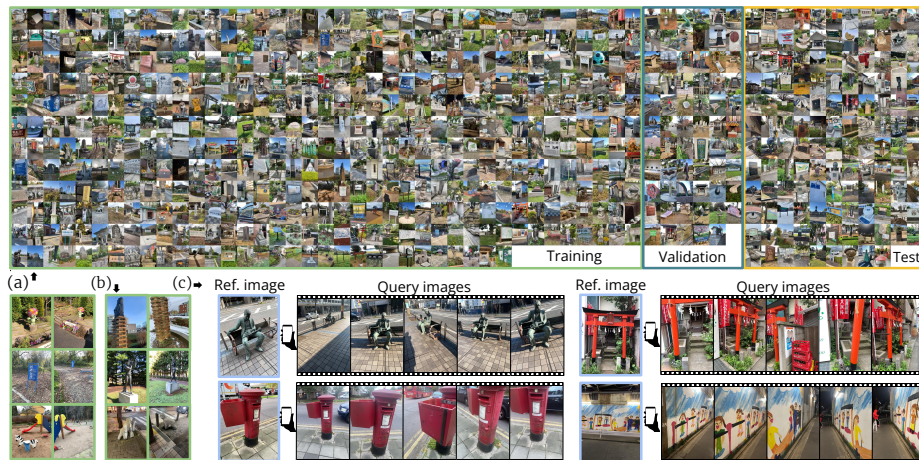 Training
Validation
Test
(a)
(b)
(c)
Ref. image
Query images
Ref. image
Query images